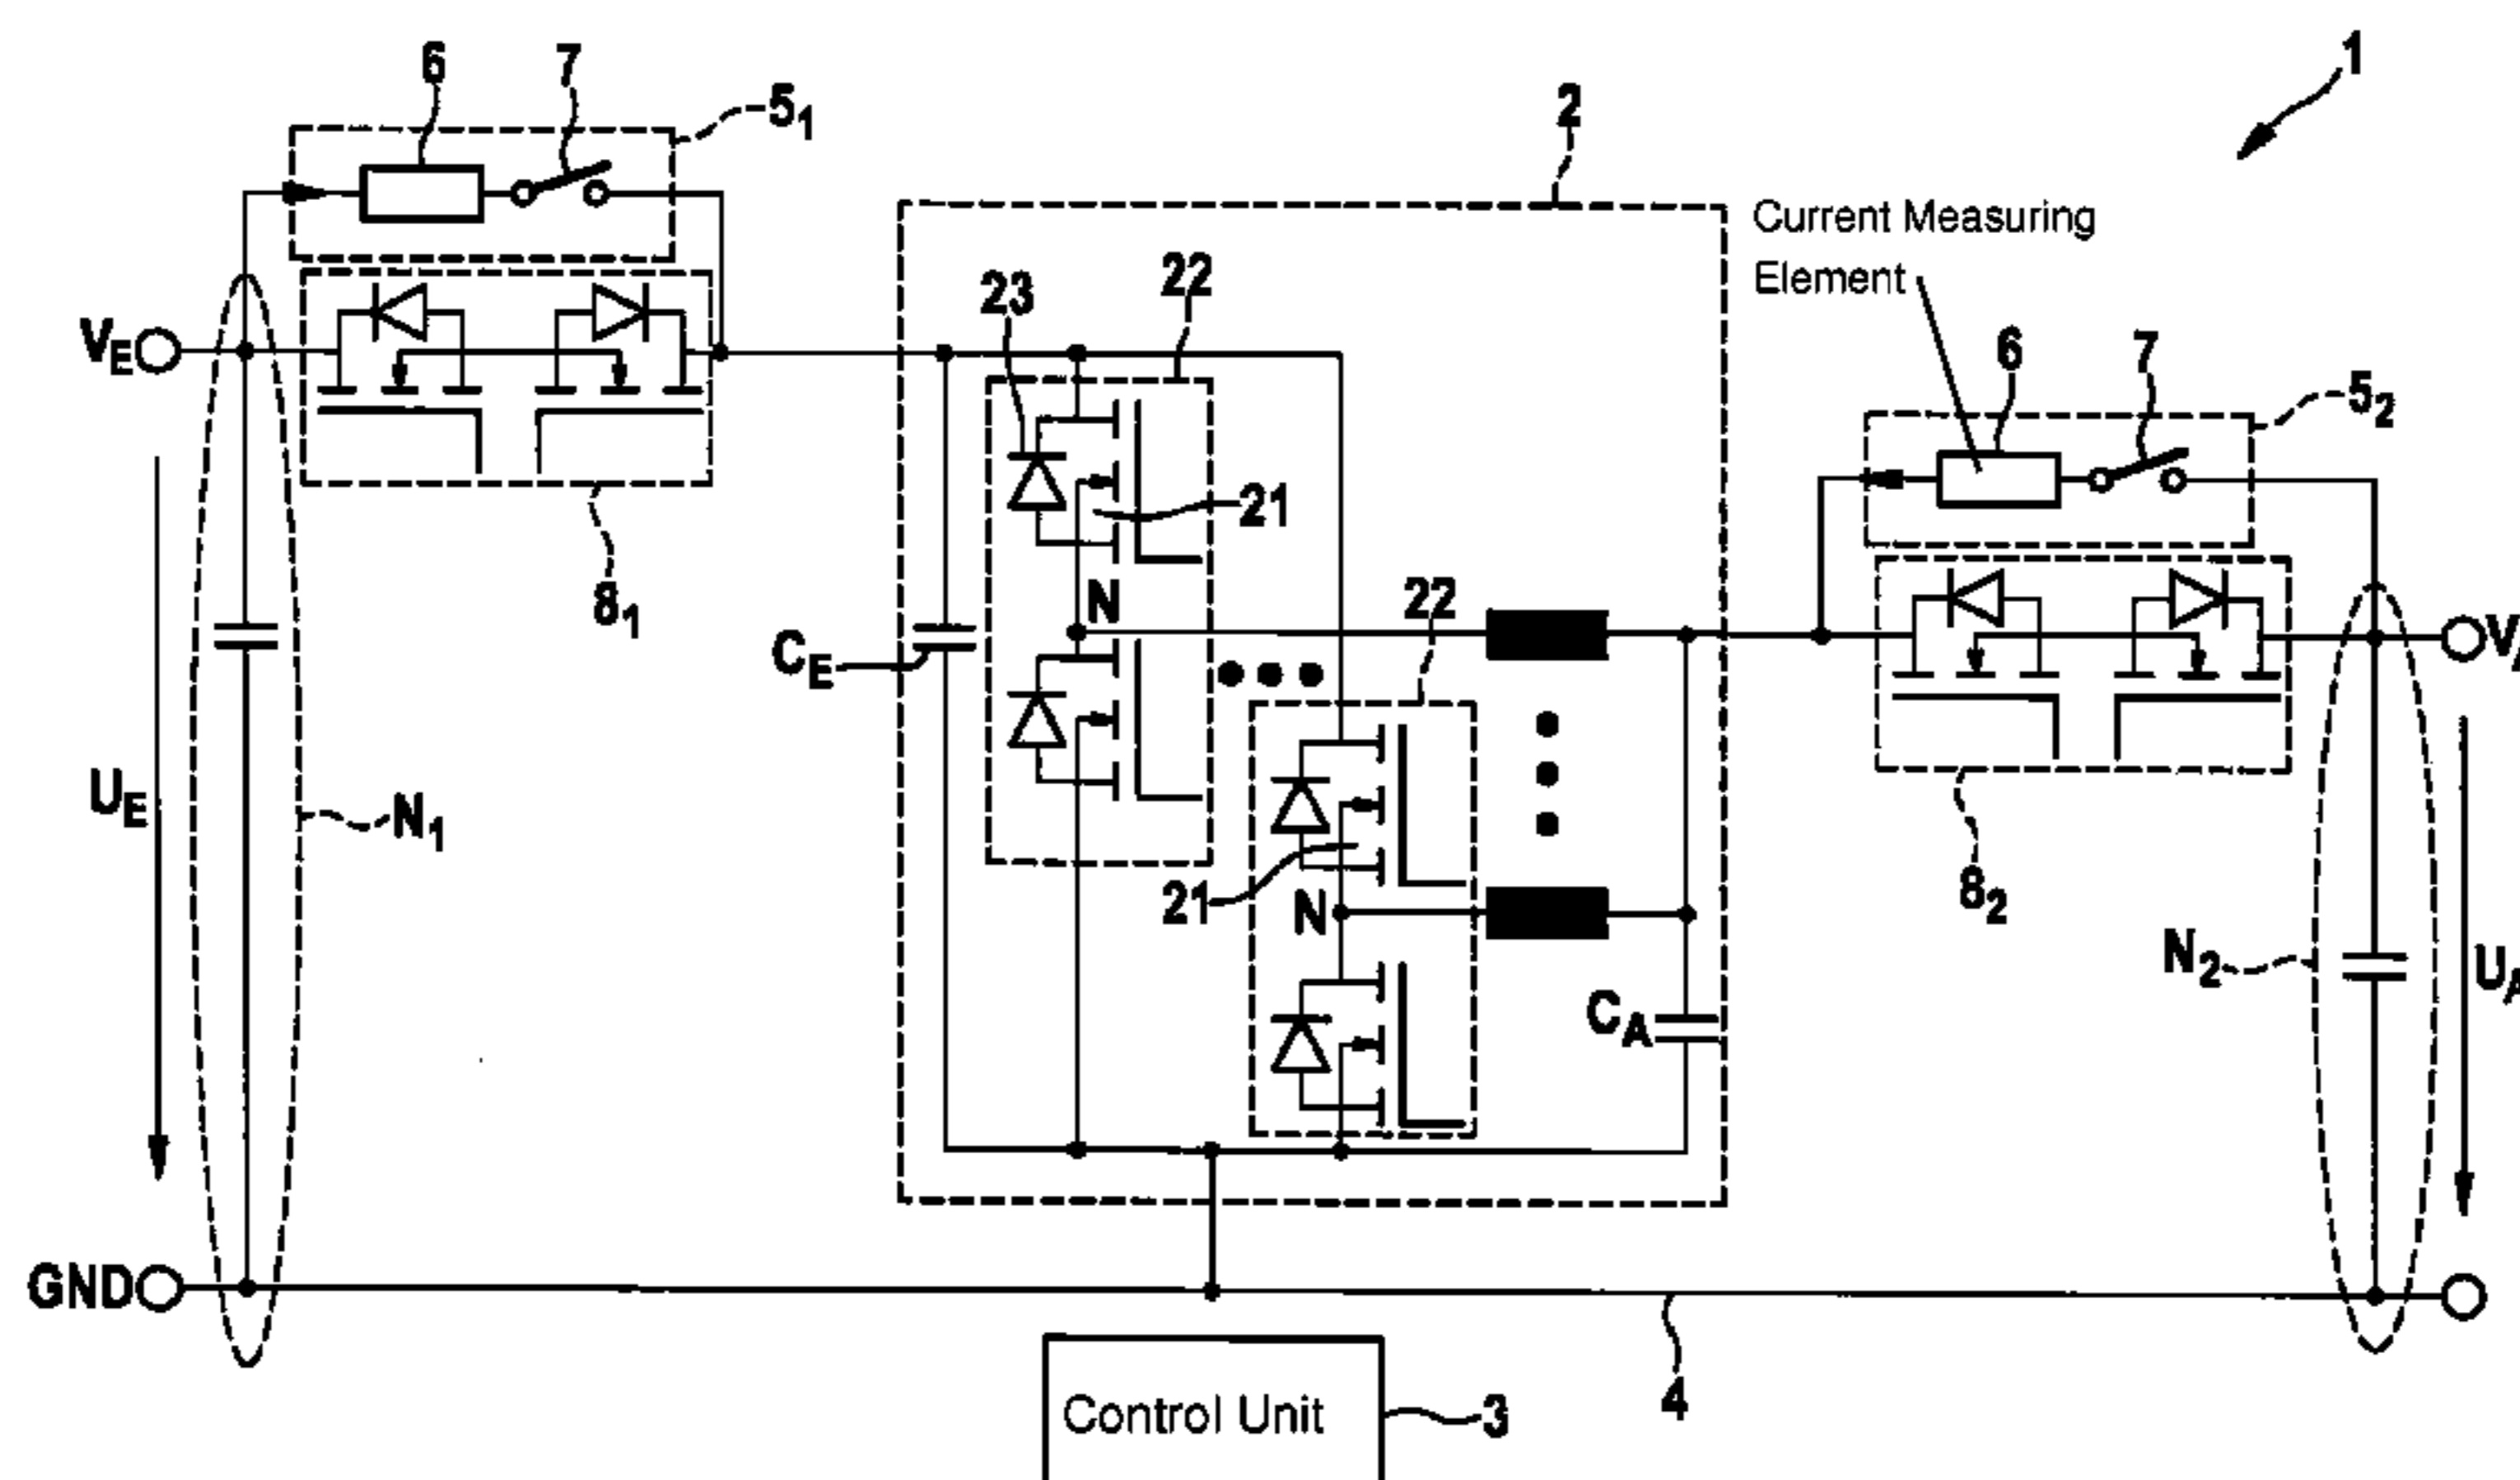 1
6
7
5₁
2
Current Measuring
Element
22
23
V_E
6
7
5₂
21
8₁
N
22
C_E
V
U_E
N₁
21
N
8₂
N₂
U_A
C_A
GND
4
Control Unit
3